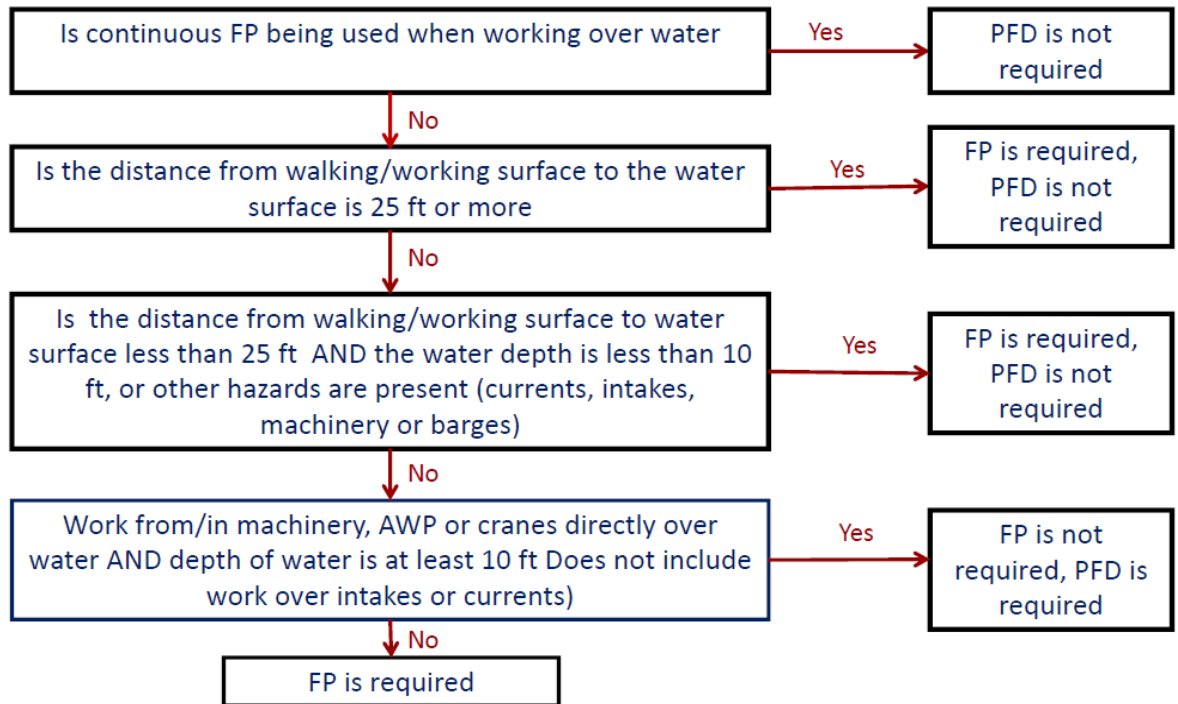 Is continuous FP being used when working over water
Yes
PFD is not
required
No
Is the distance from walking/working surface to the water
surface is 25 ft or more
Yes
FP is required,
PFD is not
required
No
Is the distance from walking/working surface to water
surface less than 25 ft AND the water depth is less than 10
ft, or other hazards are present (currents, intakes,
machinery or barges)
Yes
FP is required,
PFD is not
required
No
Work from/in machinery, AWP or cranes directly over
water AND depth of water is at least 10 ft Does not include
work over intakes or currents)
Yes
FP is not
required, PFD is
required
No
FP is required